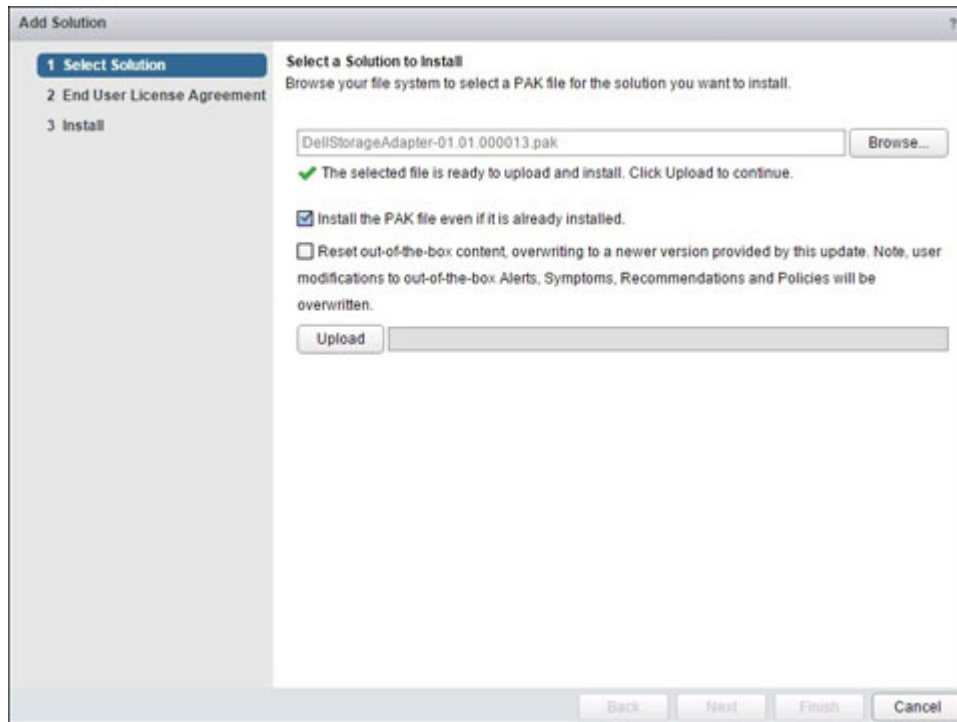 Add Solution
?
1 Select Solution
2 End User License Agreement
3 Install
Select a Solution to Install
Browse your file system to select a PAK file for the solution you want to install.
DellStorageAdapter-01.01.000013.pak
Browse...
The selected file is ready to upload and install. Click Upload to continue.
Install the PAK file even if it is already installed.
Reset out-of-the-box content, overwriting to a newer version provided by this update. Note, user
modifications to out-of-the-box Alerts, Symptoms, Recommendations and Policies will be
overwritten.
Upload
Back
Next
Finish
Cancel